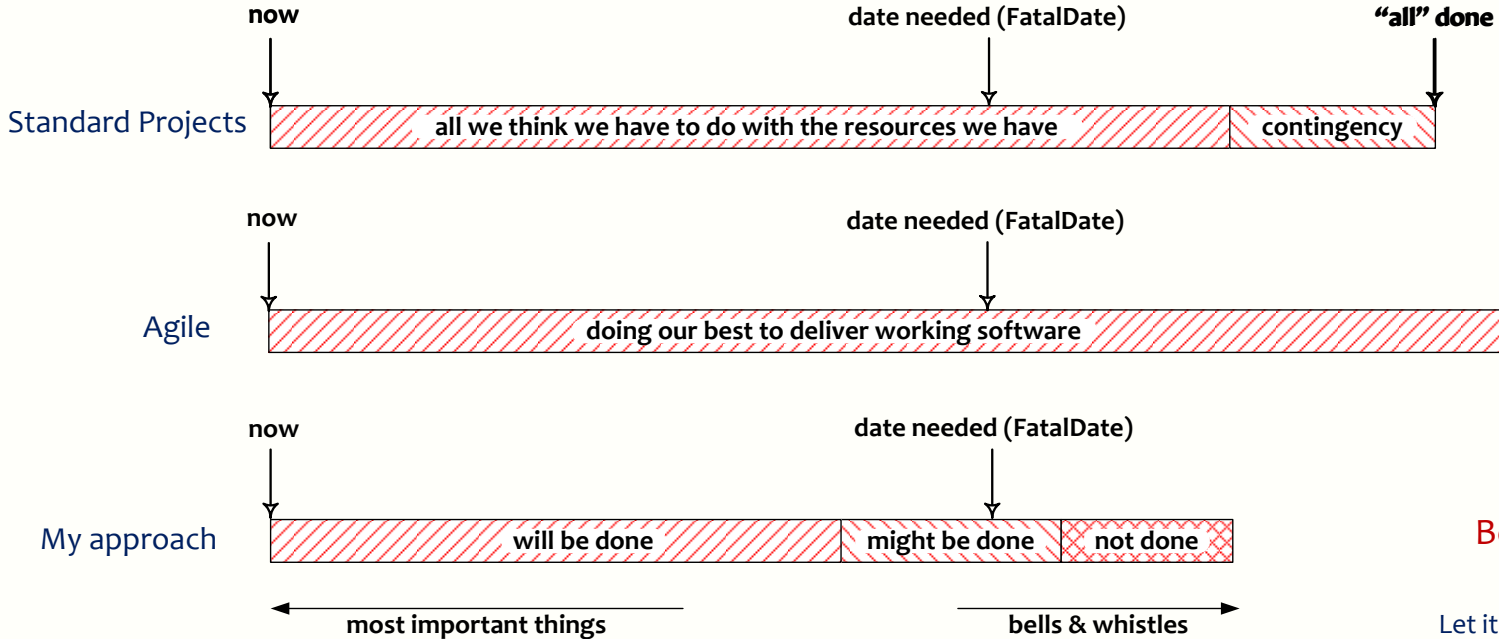 now
date needed (FatalDate)
“all” done
Standard Projects
all we think we have to do with the resources we have
contingency
now
date needed (FatalDate)
Agile
doing our best to deliver working software
now
date needed (FatalDate)
My approach
will be done
might be done
not done
most important things
bells & whistles
Let it